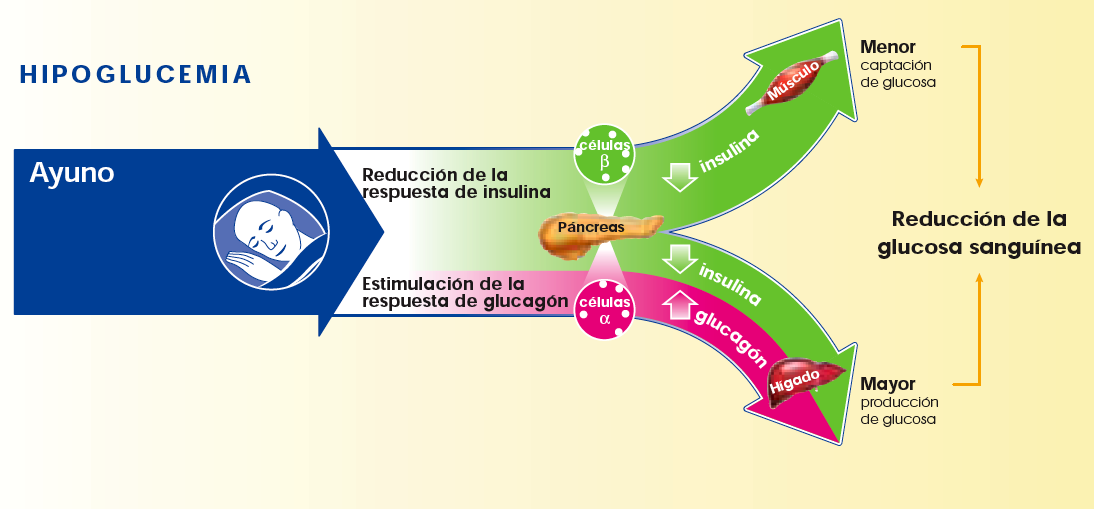 HIPOGLUCEMIA
Ayuno
Reducción de la
respuesta de insulina
Estimulación de la
respuesta de glucagón
células
β
Páncreas
células
α
insulina
insulina
glucagón
Músculo
Hígado
Menor
captación
de glucosa
Reducción de la
glucosa sanguínea
Mayor
producción
de glucosa